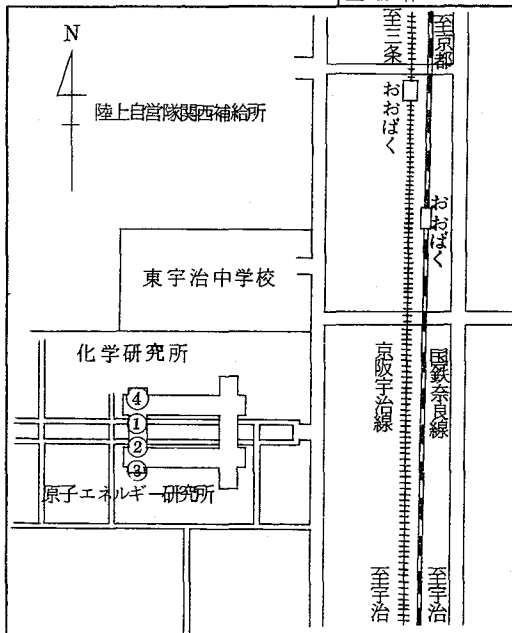 N
至三条
至京都
おおばく
陸上自営隊関西補給所
おおばく
東宇治中学校
化学研究所
京阪宇治線
国鉄奈良線
④
①
②
③
原子エネルギー研究所
至宇治
至宇治